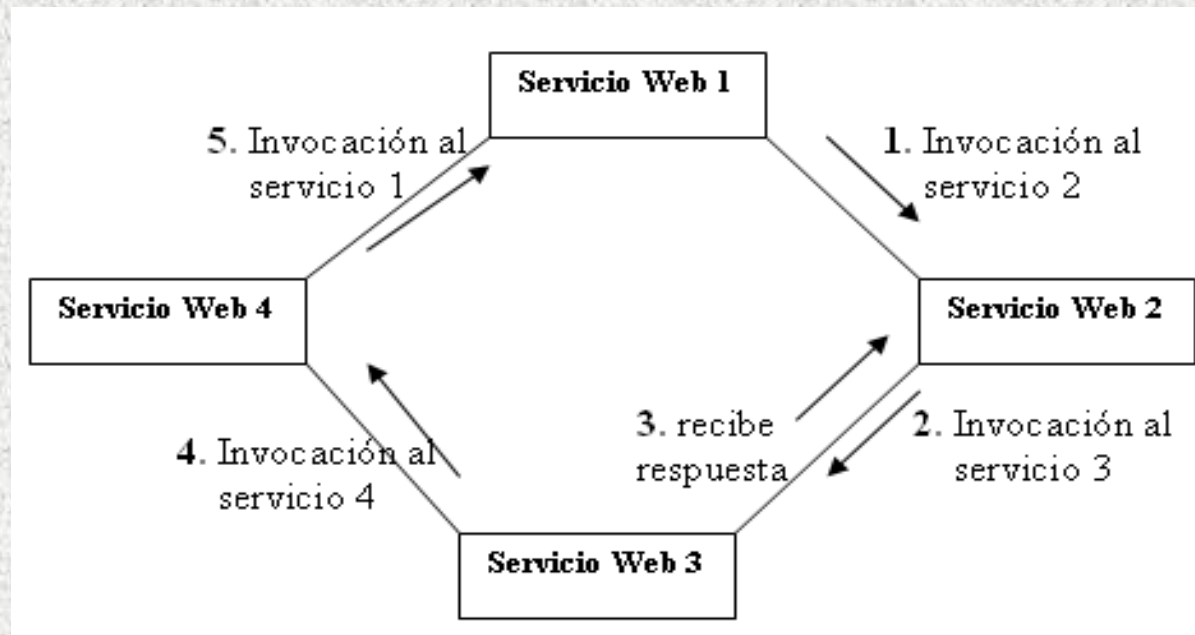 Servicio Web 1
5. Invocación al
servicio 1
1. Invocación al
servicio 2
Servicio Web 4
Servicio Web 2
3. recibe
respuesta
2. Invocación al
servicio 3
4. Invocación al
servicio 4
Servicio Web 3